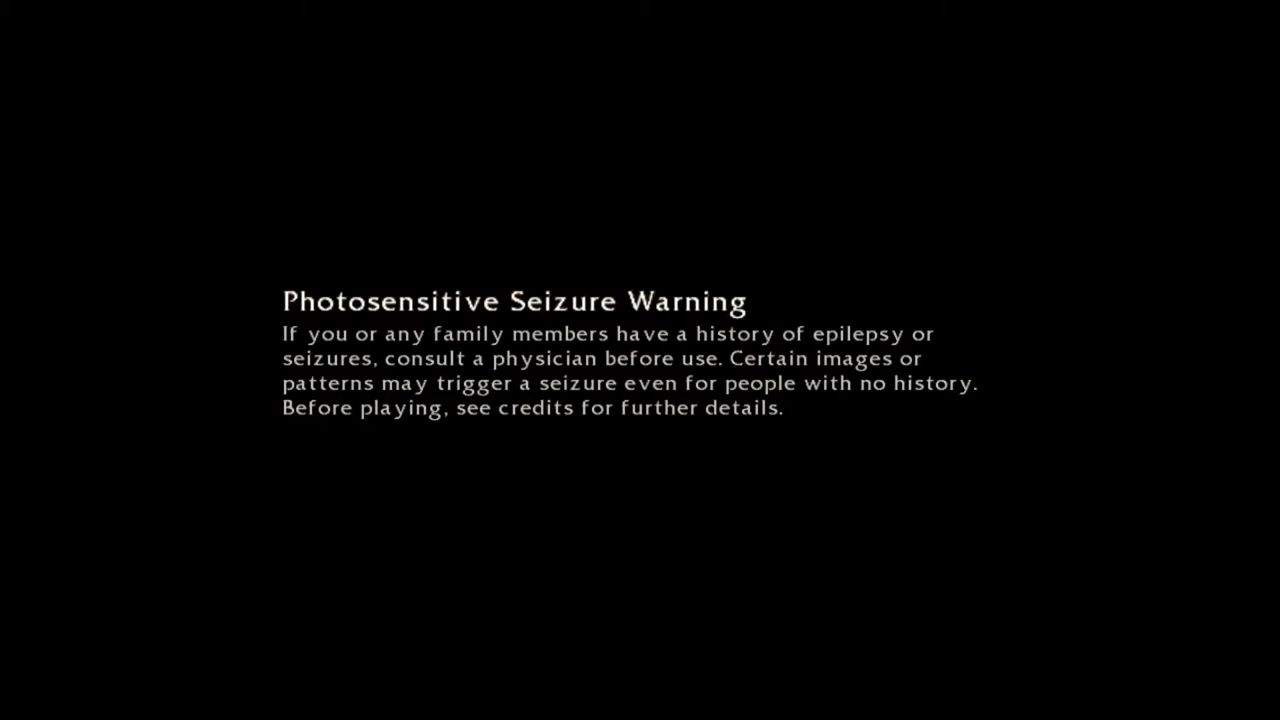 Photosensitive Seizure Warning
If you or any family members have a history of epilepsy or
seizures, consult a physician before use. Certain images or
patterns may trigger a seizure even for people with no history.
Before playing, see credits for further details.